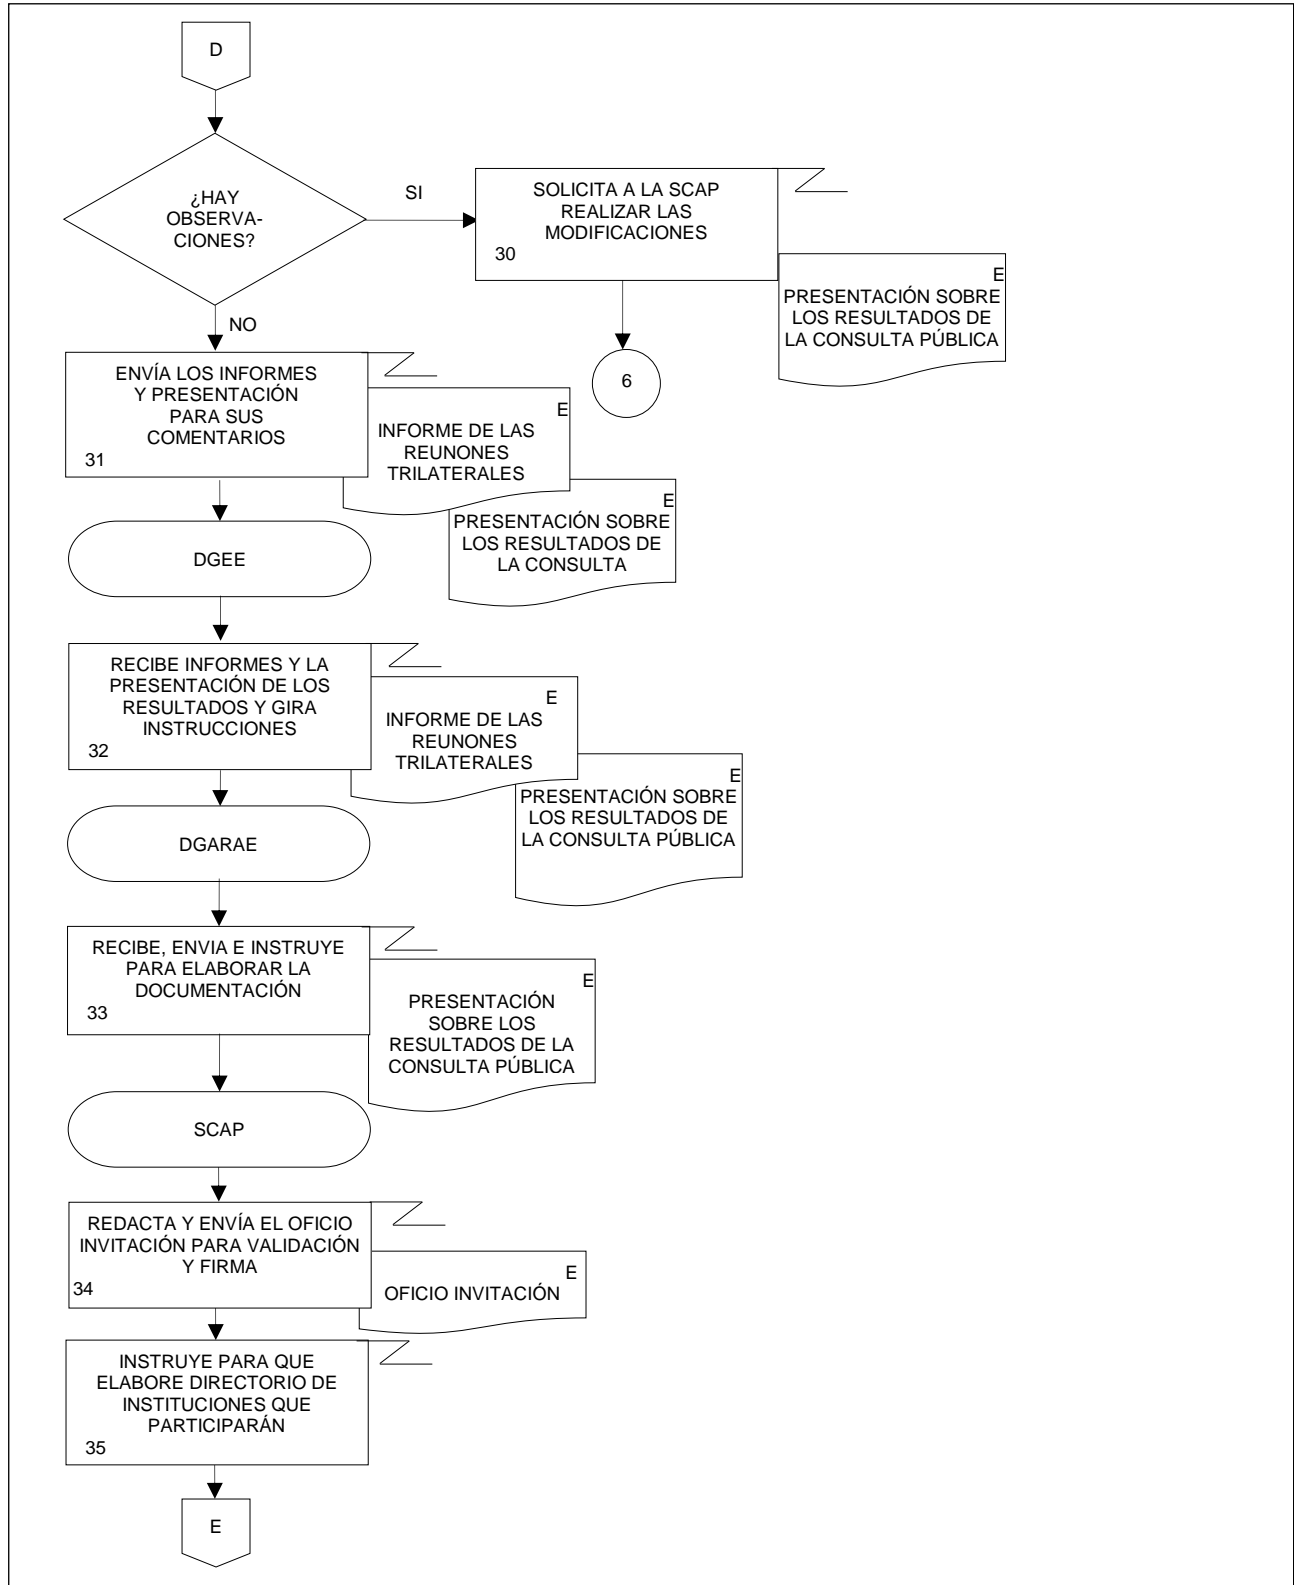 D
¿HAY
OBSERVA-
CIONES?
SI
SOLICITA A LA SCAP
REALIZAR LAS
MODIFICACIONES
30
E
PRESENTACIÓN SOBRE
LOS RESULTADOS DE
LA CONSULTA PÚBLICA
6
NO
ENVÍA LOS INFORMES
Y PRESENTACIÓN
PARA SUS
COMENTARIOS
31
E
INFORME DE LAS
REUNONES
TRILATERALES
E
PRESENTACIÓN SOBRE
LOS RESULTADOS DE
LA CONSULTA
DGEE
RECIBE INFORMES Y LA
PRESENTACIÓN DE LOS
RESULTADOS Y GIRA
INSTRUCCIONES
32
E
INFORME DE LAS
REUNONES
TRILATERALES
E
PRESENTACIÓN SOBRE
LOS RESULTADOS DE
LA CONSULTA PÚBLICA
DGARAE
RECIBE, ENVIA E INSTRUYE
PARA ELABORAR LA
DOCUMENTACIÓN
33
E
PRESENTACIÓN
SOBRE LOS
RESULTADOS DE LA
CONSULTA PÚBLICA
SCAP
REDACTA Y ENVÍA EL OFICIO
INVITACIÓN PARA VALIDACIÓN
Y FIRMA
34
E
OFICIO INVITACIÓN
INSTRUYE PARA QUE
ELABORE DIRECTORIO DE
INSTITUCIONES QUE
PARTICIPARÁN
35
E